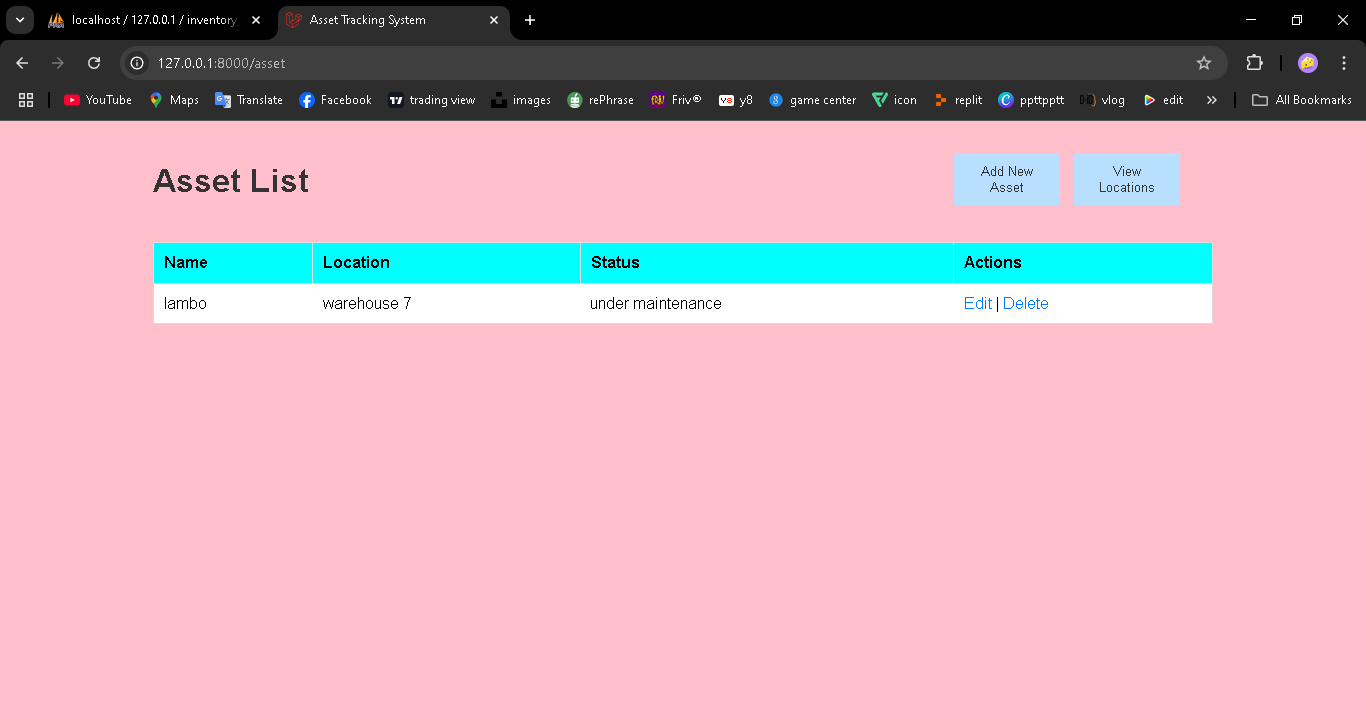 localhost / 127.0.0.1 / inventory
Asset Tracking System
127.0.0.1:8000/asset
YouTube Maps Translate Facebook trading view images rePhrase Friv® y8 game center icon replit ppttpptt vlog edit » All Bookmarks
Asset List
Add New
Asset
View
Locations
Name Location Status Actions
lambo warehouse 7 under maintenance Edit | Delete